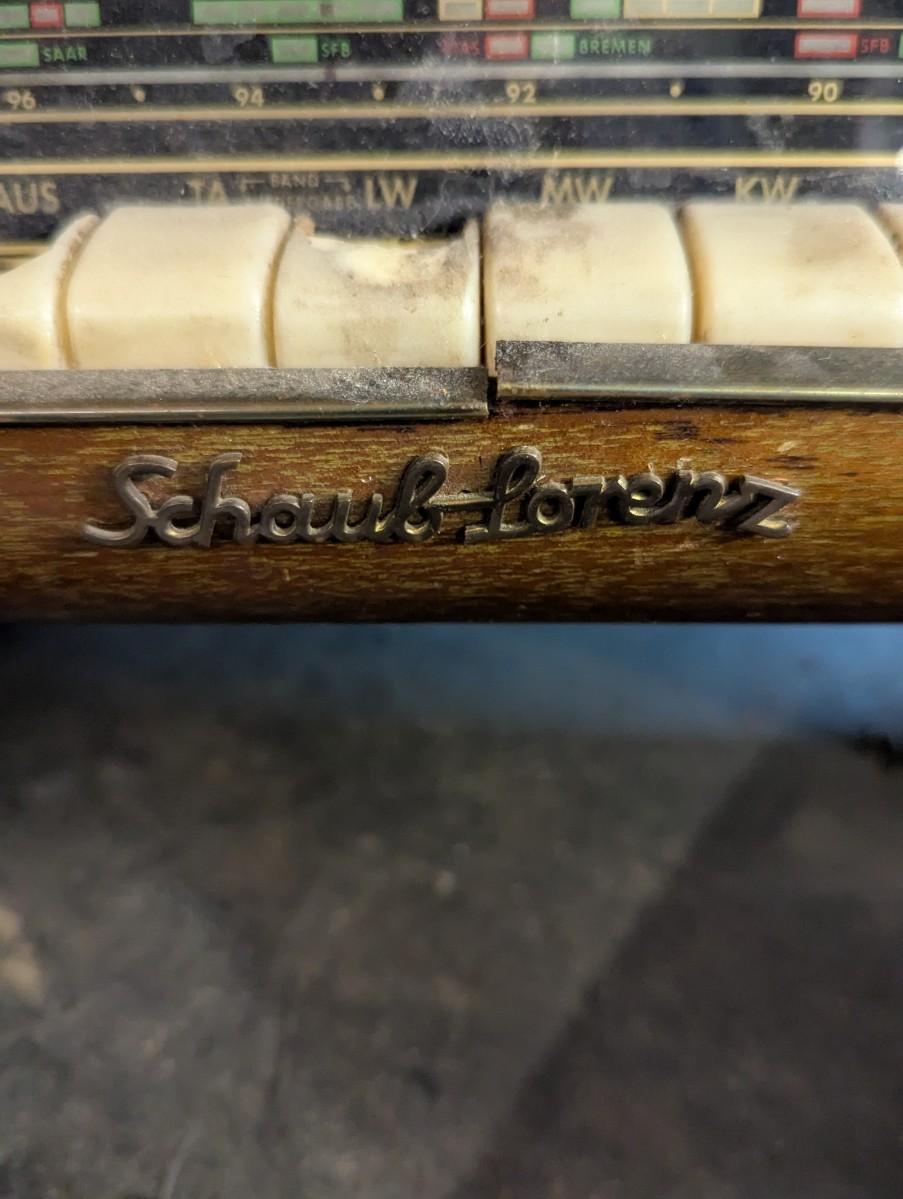 SAAR SFB BREMEN SFB
96 94 92 90
AUS TA BAND LW MW KW
Schaub-Lorenz